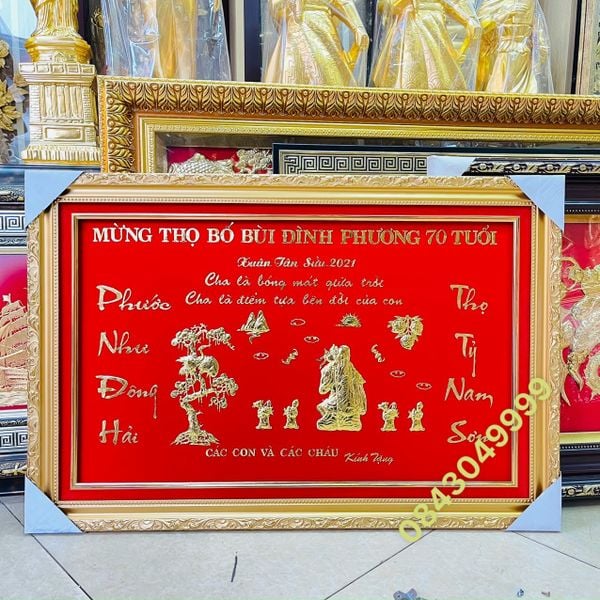 MỪNG THỌ BỐ BÙI ĐÌNH PHƯƠNG 70 TUỔI
Xuân Tân Sửu 2021
Cha là bóng mát giữa trời
Cha là điểm tựa bên đời của con
Phước
Như
Đông
Hải
Thọ
Tỷ
Nam
Sơn
CÁC CON VÀ CÁC CHÁU Kính Tặng
0843049999